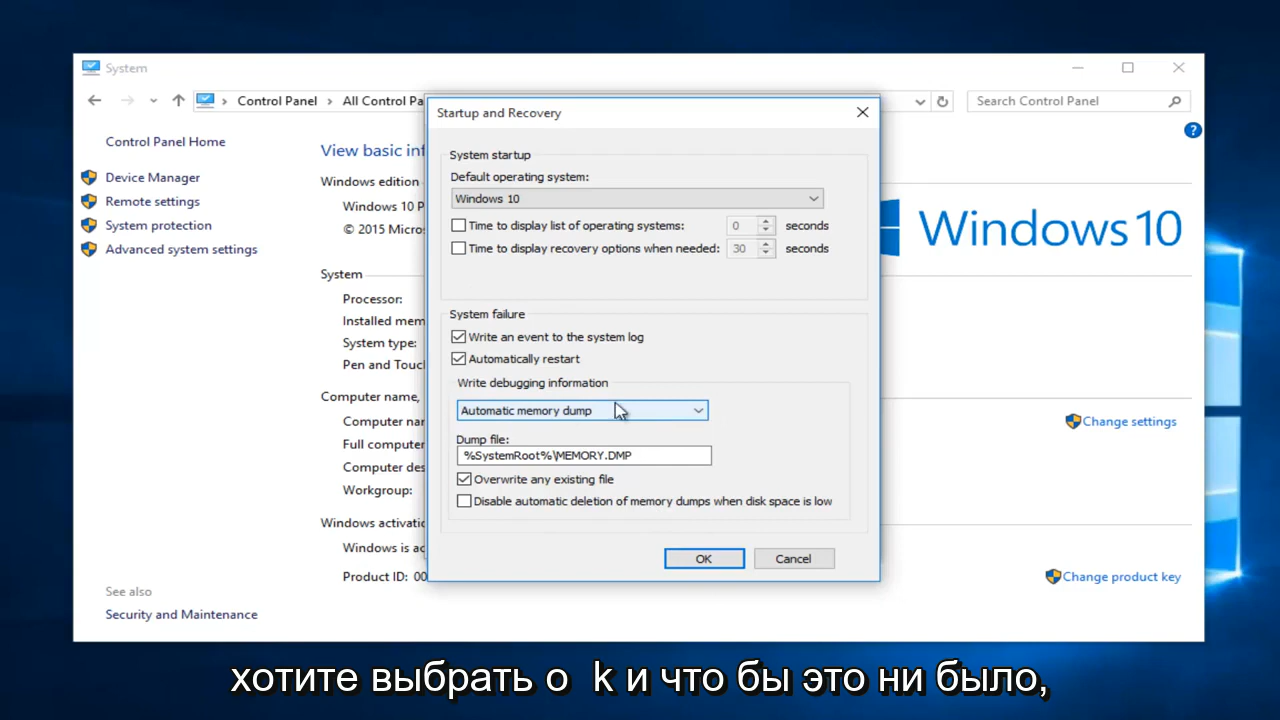 System
Control Panel > All Control Pa
Search Control Panel
Startup and Recovery
Control Panel Home
Device Manager
Remote settings
System protection
Advanced system settings
See also
Security and Maintenance
View basic inf
Windows edition
Windows 10 P
© 2015 Micros
System
Processor:
Installed mem
System type:
Pen and Touc
Computer name,
Computer nar
Full computer
Computer des
Workgroup:
Windows activati
Windows is ac
Product ID: 00
System startup
Default operating system:
Windows 10
Time to display list of operating systems: 0 seconds
Time to display recovery options when needed: 30 seconds
System failure
Write an event to the system log
Automatically restart
Write debugging information
Automatic memory dump
Dump file:
%SystemRoot%\MEMORY.DMP
Overwrite any existing file
Disable automatic deletion of memory dumps when disk space is low
OK Cancel
?
Windows 10
Change settings
Change product key
хотите выбрать о k и что бы это ни было,